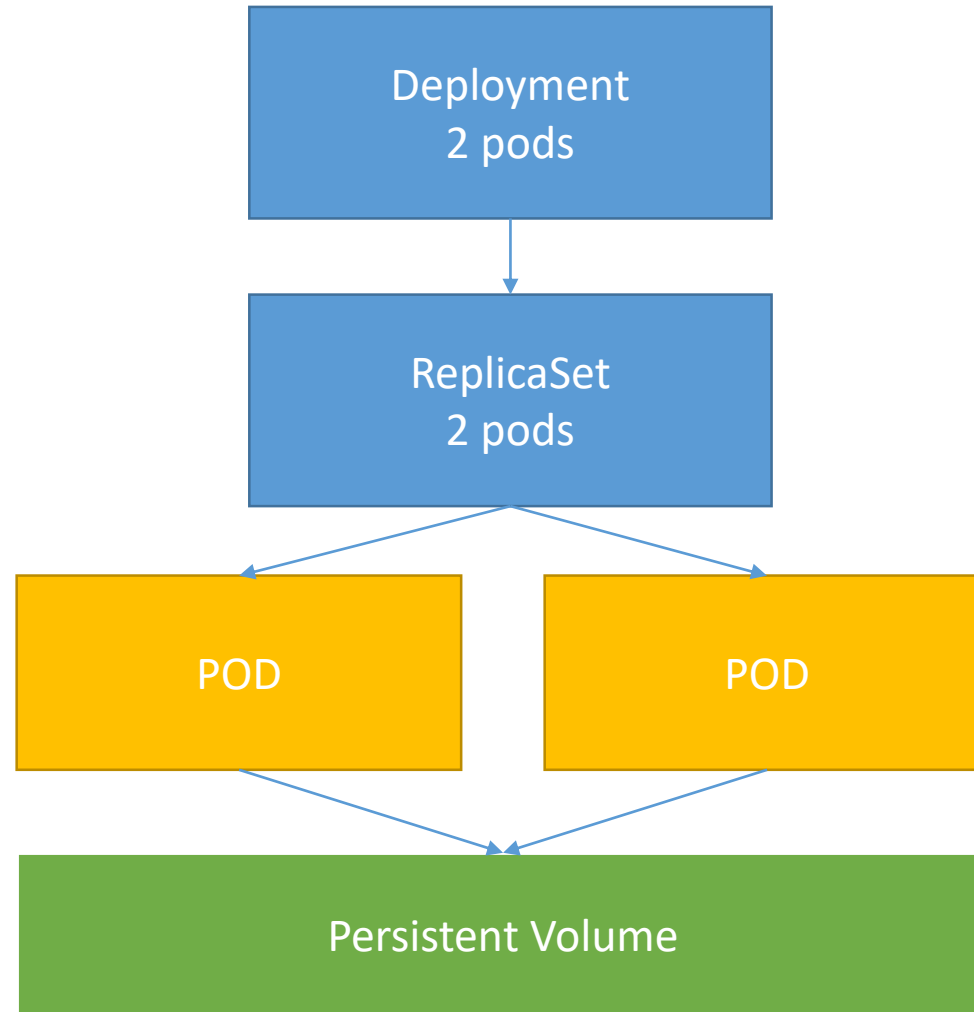 Deployment
2 pods
ReplicaSet
2 pods
POD
POD
Persistent Volume